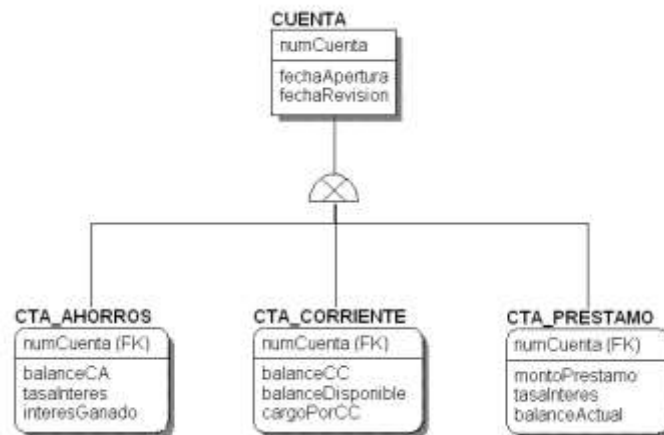 CUENTA
numCuenta
fechaApertura
fechaRevision
CTA_AHORROS
numCuenta (FK)
balanceCA
tasaInteres
interesGanado
CTA_CORRIENTE
numCuenta (FK)
balanceCC
balanceDisponible
cargoPorCC
CTA_PRESTAMO
numCuenta (FK)
montoPrestamo
tasaInteres
balanceActual